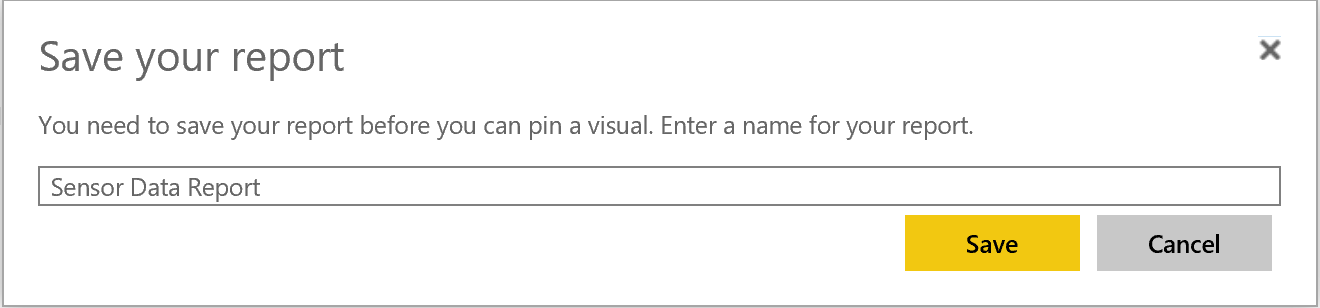 Save your report
You need to save your report before you can pin a visual. Enter a name for your report.
Sensor Data Report
Save
Cancel